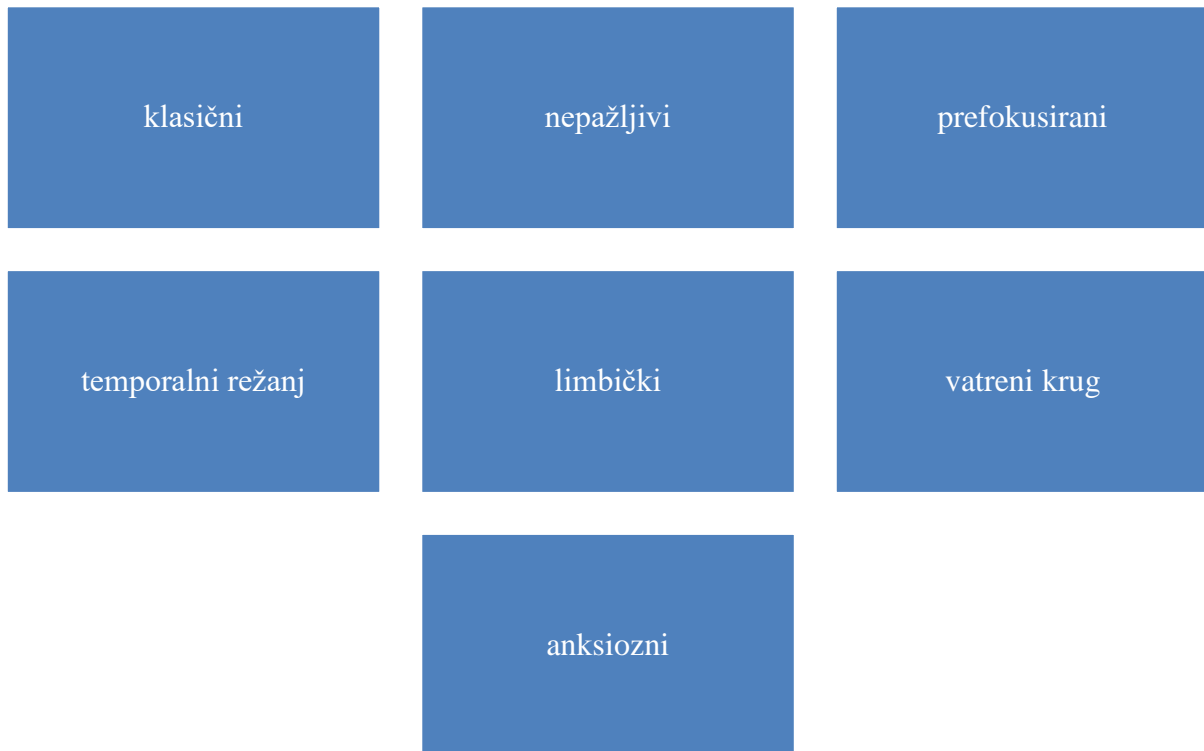 klasični
nepažljivi
prefokusirani
temporalni režanj
limbički
vatreni krug
anksiozni